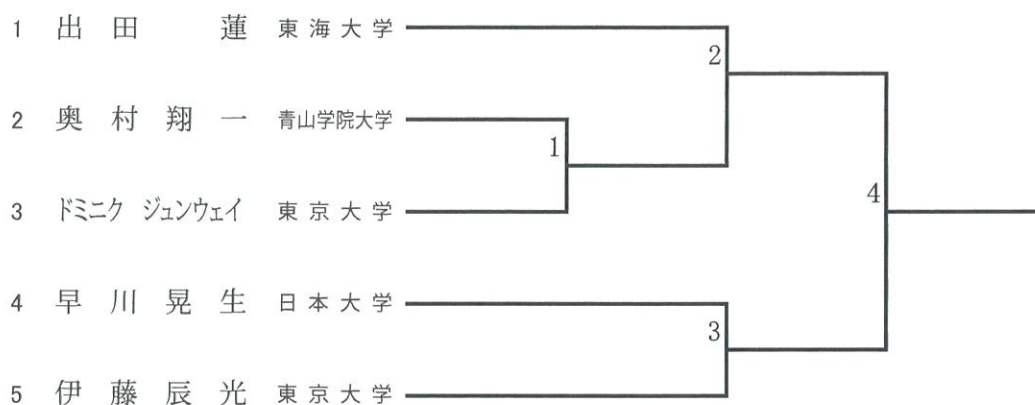 1 出田 蓮 東海大学
2 奥村翔一 青山学院大学
3 ドミニク ジュンウェイ 東京大学
4 早川晃生 日本大学
5 伊藤辰光 東京大学
2
1
4
3